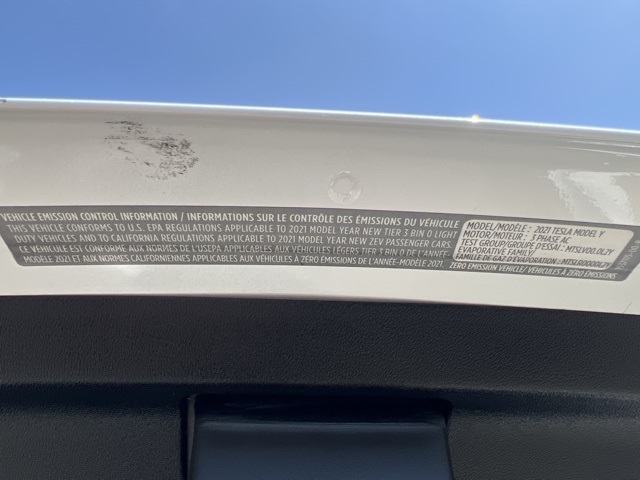 VEHICLE EMISSION CONTROL INFORMATION / INFORMATIONS SUR LE CONTRÔLE DES ÉMISSIONS DU VÉHICULE
THIS VEHICLE CONFORMS TO U.S. EPA REGULATIONS APPLICABLE TO 2021 MODEL YEAR NEW TIER 3 BIN 0 LIGHT
DUTY VEHICLES AND TO CALIFORNIA REGULATIONS APPLICABLE TO 2021 MODEL YEAR NEW ZEV PASSENGER CARS.
CE VÉHICULE EST CONFORME AUX NORMES DE L'USEPA APPLICABLES AUX VÉHICULES LÉGERS TIER 3 BIN 0 DE L'ANNÉE-
MODÈLE 2021 ET AUX NORMES CALIFORNIENNES APPLICABLES AUX VÉHICULES À ZÉRO ÉMISSIONS DE L'ANNÉE-MODÈLE 2021.
MODEL/MODÈLE: 2021 TESLA MODEL Y
MOTOR/MOTEUR: 3 PHASE AC
TEST GROUP/GROUPE D'ESSAI: MTSLV00.0L2Y
EVAPORATIVE FAMILY/
FAMILLE DE GAZ D'ÉVAPORATION:
ZERO EMISSION VEHICLE/ VÉHICULES À ZÉRO ÉMISSIONS